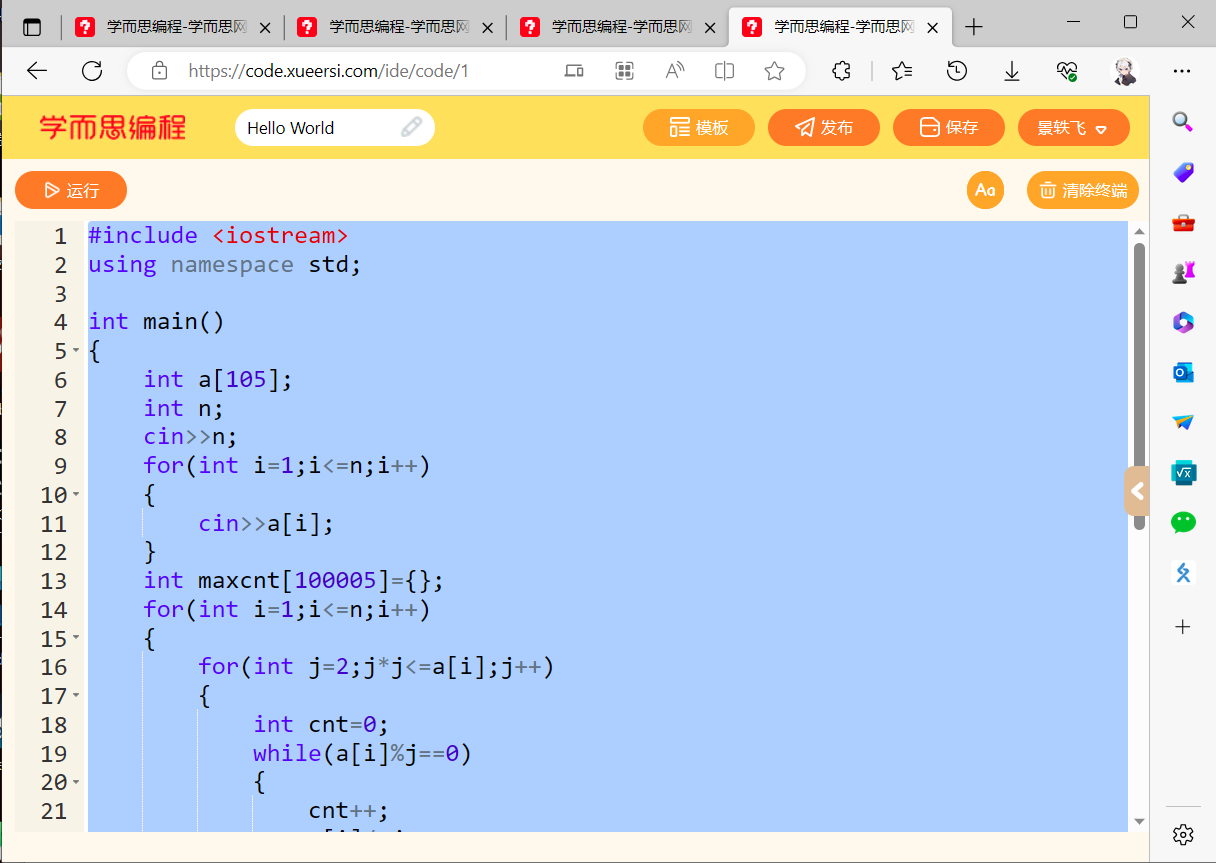 学而思编程-学而思网
学而思编程-学而思网
学而思编程-学而思网
学而思编程-学而思网
https://code.xueersi.com/ide/code/1
学而思编程
Hello World
模板
发布
保存
景轶飞
运行
Aa
清除终端
1 #include <iostream>
2 using namespace std;
3
4 int main()
5 {
6     int a[105];
7     int n;
8     cin>>n;
9     for(int i=1;i<=n;i++)
10     {
11         cin>>a[i];
12     }
13     int maxcnt[100005]={};
14     for(int i=1;i<=n;i++)
15     {
16         for(int j=2;j*j<=a[i];j++)
17         {
18             int cnt=0;
19             while(a[i]%j==0)
20             {
21                 cnt++;